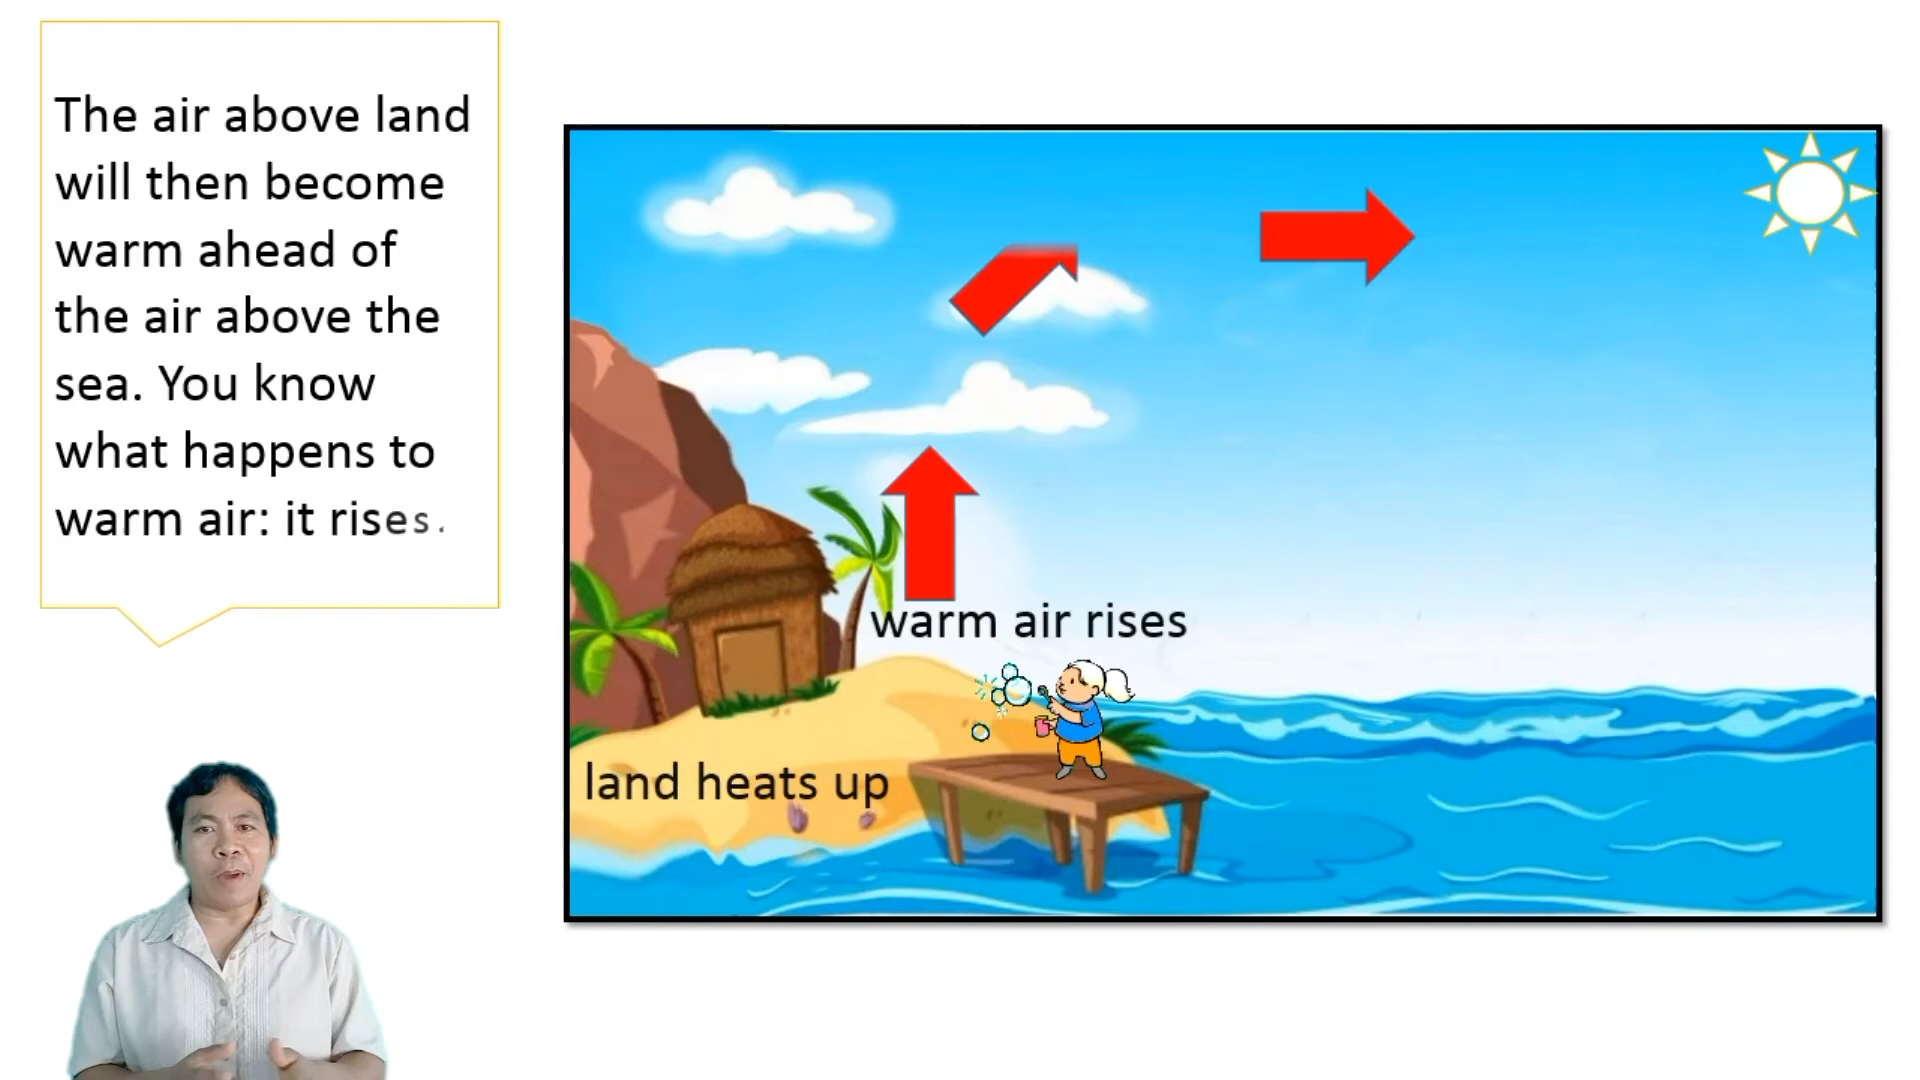 The air above land
will then become
warm ahead of
the air above the
sea. You know
what happens to
warm air: it rises.
warm air rises
land heats up